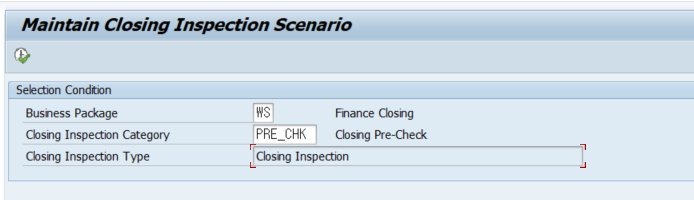 Maintain Closing Inspection Scenario
Selection Condition
Business Package WS Finance Closing
Closing Inspection Category PRE_CHK Closing Pre-Check
Closing Inspection Type Closing Inspection